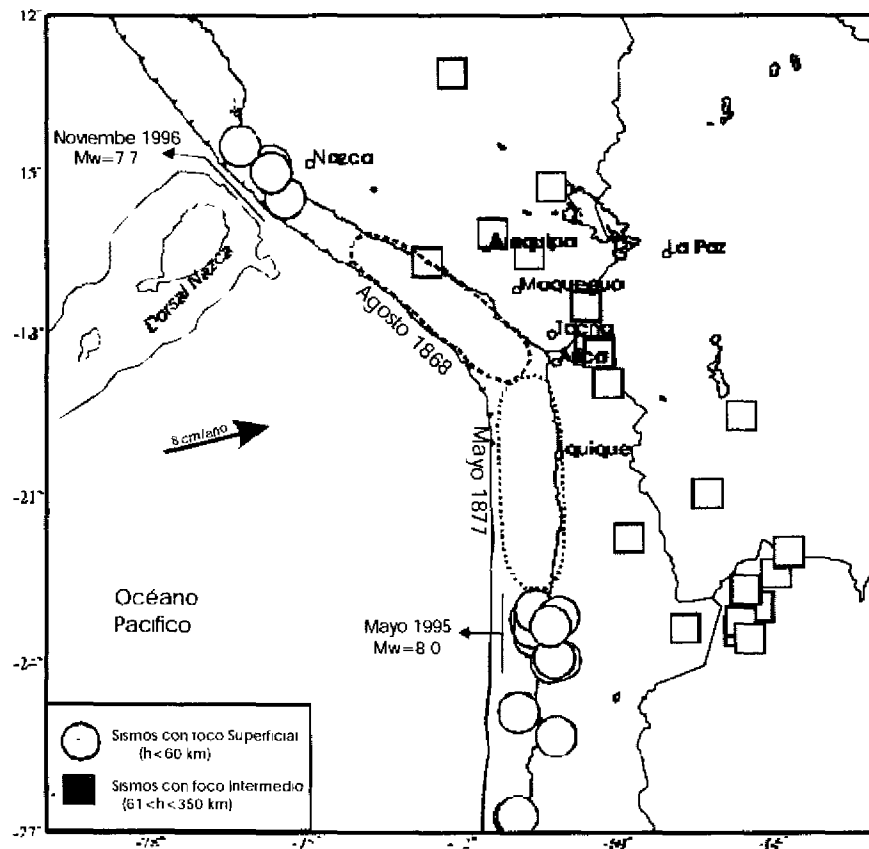 Noviembre 1996
Mw=7 7
Nazca
Arequipa
La Paz
Moquegua
Dorsal Nazca
Tacna
Arica
Agosto 1868
8 cm/año
Iquique
Mayo 1877
-21
Océano
Pacifico
Mayo 1995
Mw=8 0
Sismos con foco Superficial
(h<60 km)
Sismos con foco Intermedio
(61<h<350 km)